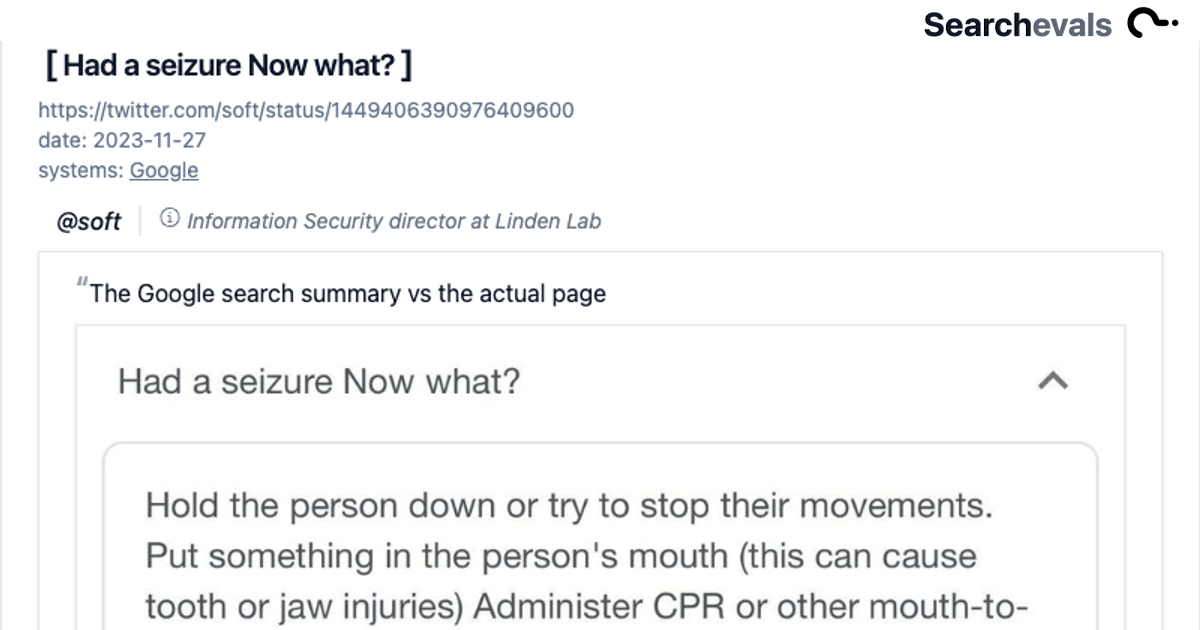 Searchevals
[ Had a seizure Now what? ]
https://twitter.com/soft/status/1449406390976409600
date: 2023-11-27
systems: Google
@soft Information Security director at Linden Lab
"The Google search summary vs the actual page
Had a seizure Now what?
Hold the person down or try to stop their movements.
Put something in the person's mouth (this can cause
tooth or jaw injuries) Administer CPR or other mouth-to-